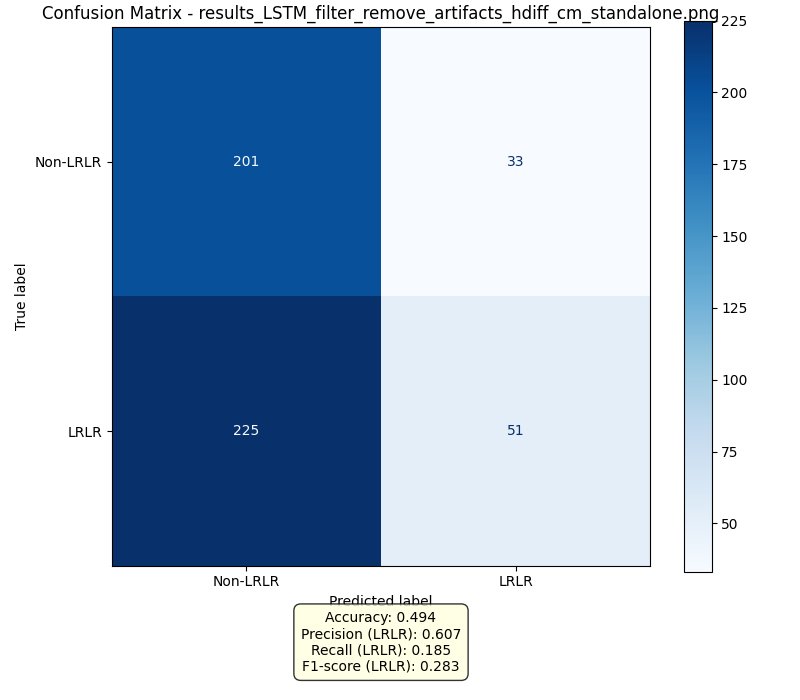 Confusion Matrix - results_LSTM_filter_remove_artifacts_hdiff_cm_standalone.png
225
200
175
150
125
100
75
50
True label
Non-LRLR
201
33
LRLR
225
51
Non-LRLR
LRLR
Predicted label
Accuracy: 0.494
Precision (LRLR): 0.607
Recall (LRLR): 0.185
F1-score (LRLR): 0.283